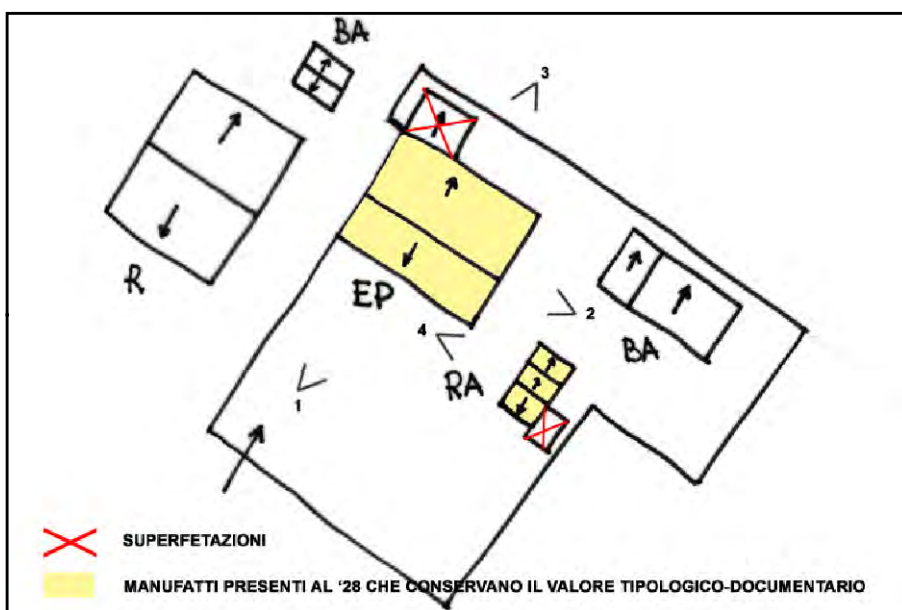 BA
3
R
EP
2
BA
4
RA
1
SUPERFETAZIONI
MANUFATTI PRESENTI AL '28 CHE CONSERVANO IL VALORE TIPOLOGICO-DOCUMENTARIO